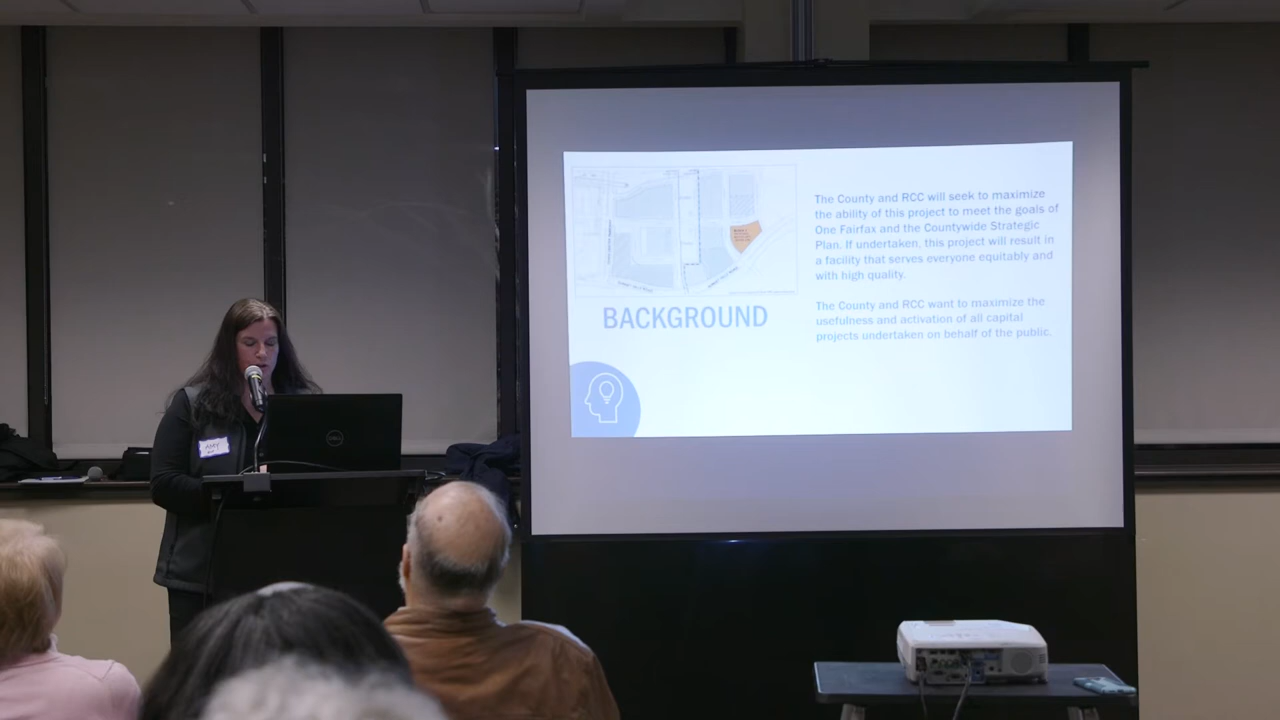 The County and RCC will seek to maximize
the ability of this project to meet the goals of
One Fairfax and the Countywide Strategic
Plan. If undertaken, this project will result in
a facility that serves everyone equitably and
with high quality.
The County and RCC want to maximize the
usefulness and activation of all capital
projects undertaken on behalf of the public.
BACKGROUND
AMY
DELL